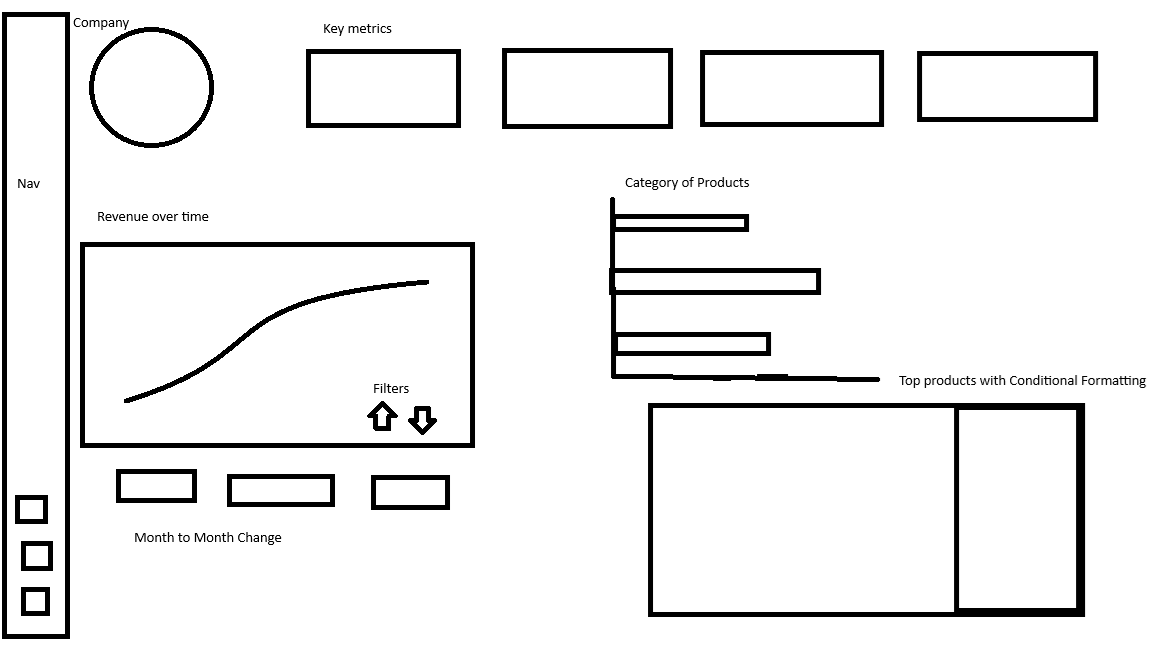 Company
Key metrics
Nav
Category of Products
Revenue over time
Top products with Conditional Formatting
Filters
Month to Month Change